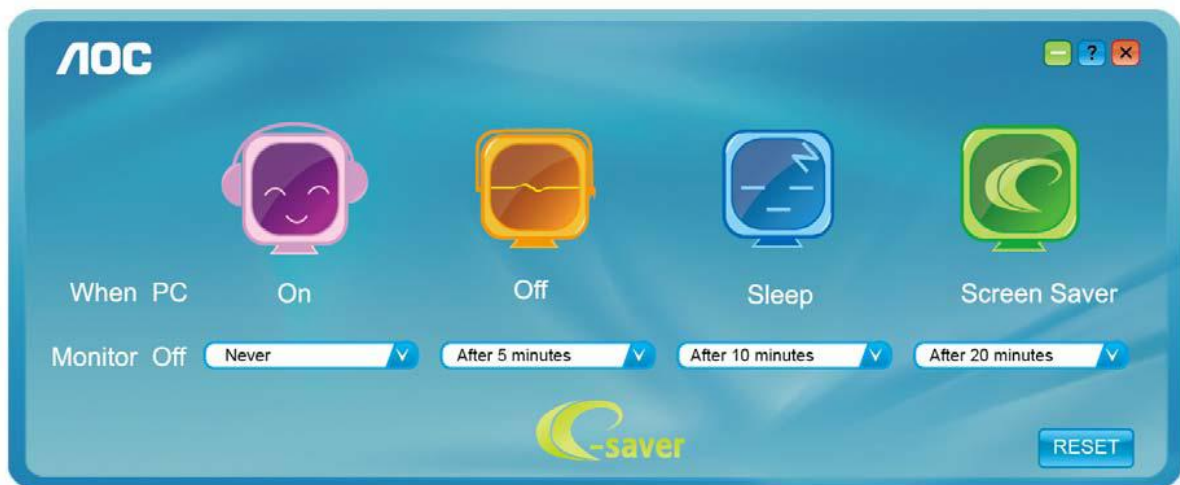 AOC
?
When PC On Off Sleep Screen Saver
Monitor Off Never After 5 minutes After 10 minutes After 20 minutes
e-saver
RESET